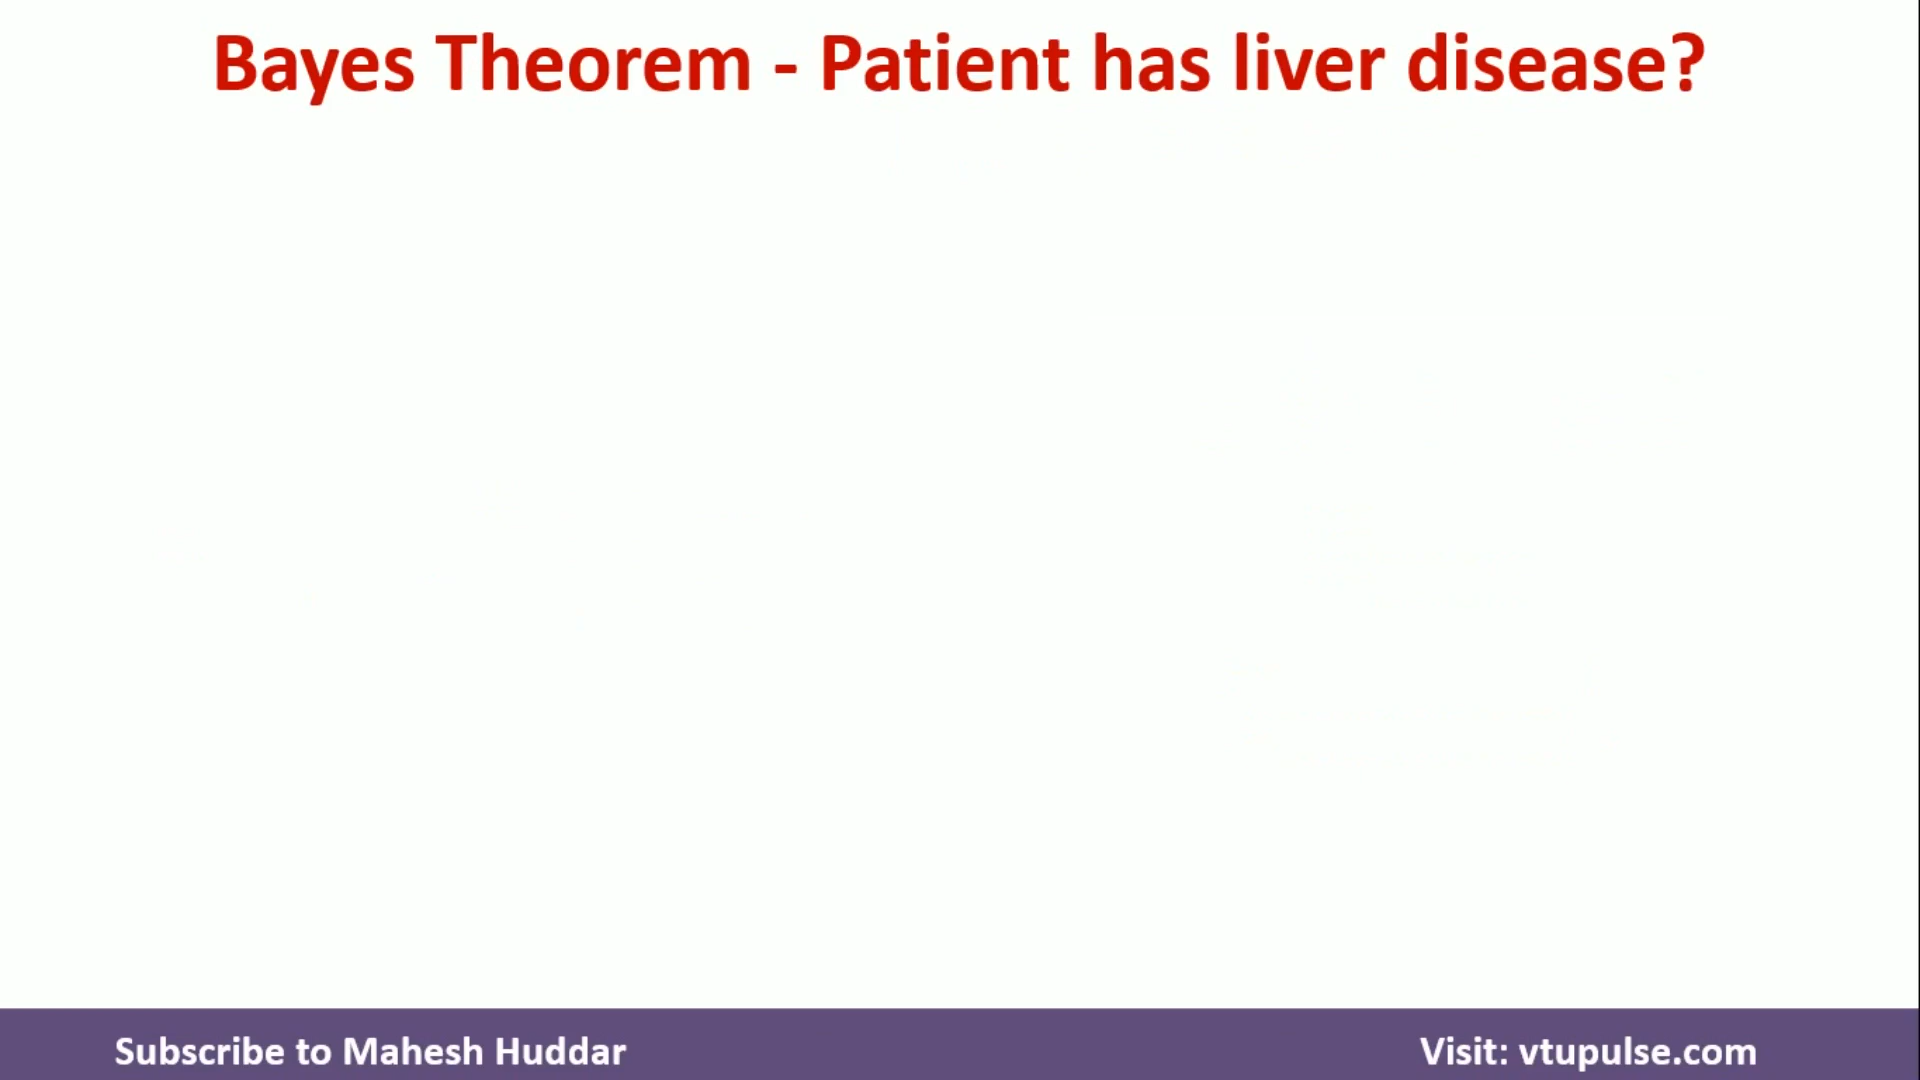 Bayes Theorem - Patient has liver disease?
Subscribe to Mahesh Huddar
Visit: vtupulse.com